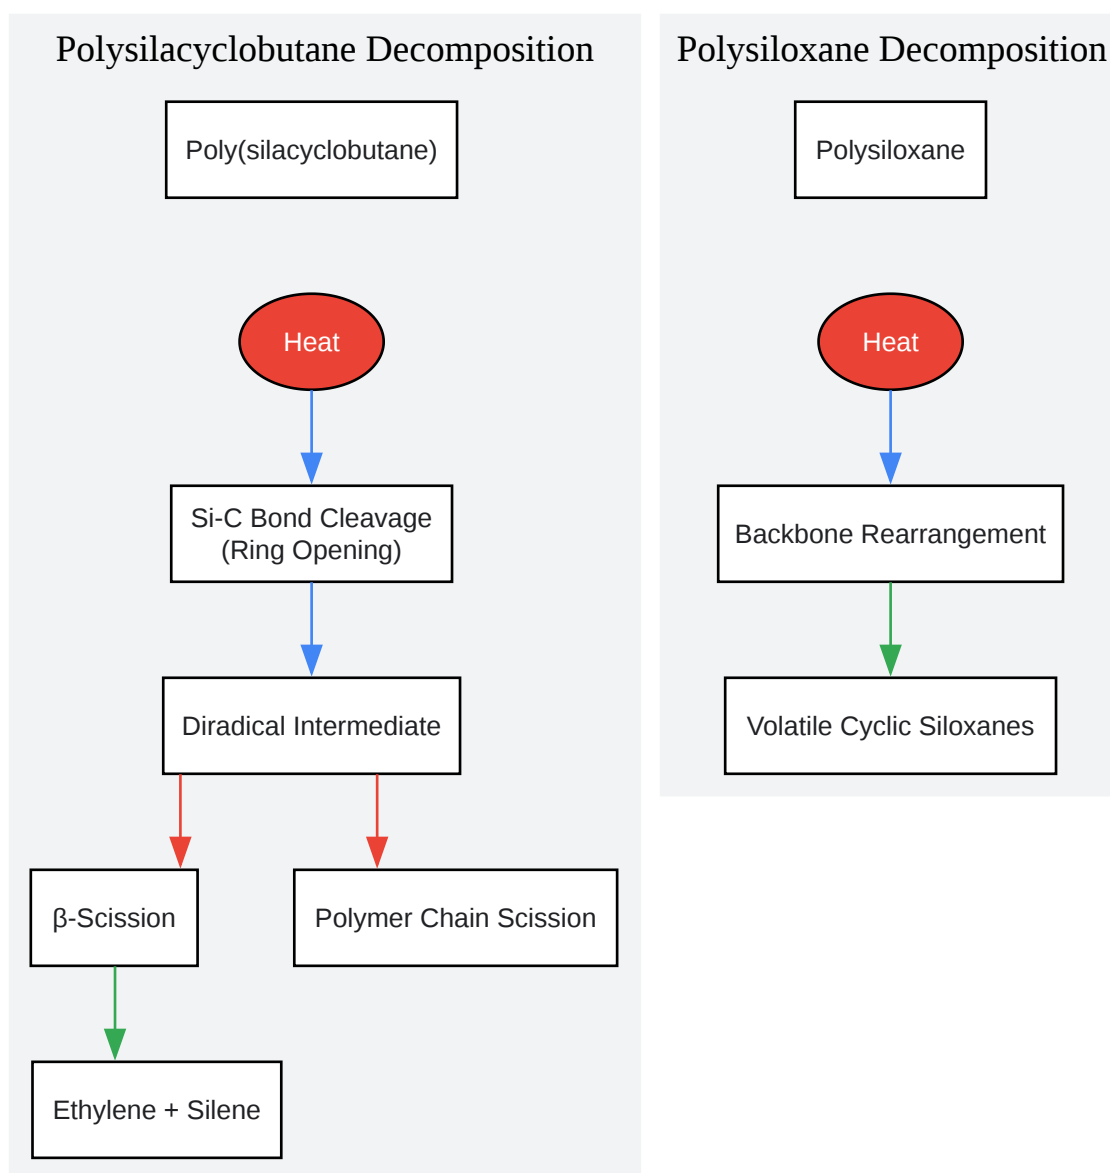 Polysilacyclobutane Decomposition
Poly(silacyclobutane)
Heat
Si-C Bond Cleavage
(Ring Opening)
Diradical Intermediate
β-Scission
Polymer Chain Scission
Ethylene + Silene
Polysiloxane Decomposition
Polysiloxane
Heat
Backbone Rearrangement
Volatile Cyclic Siloxanes